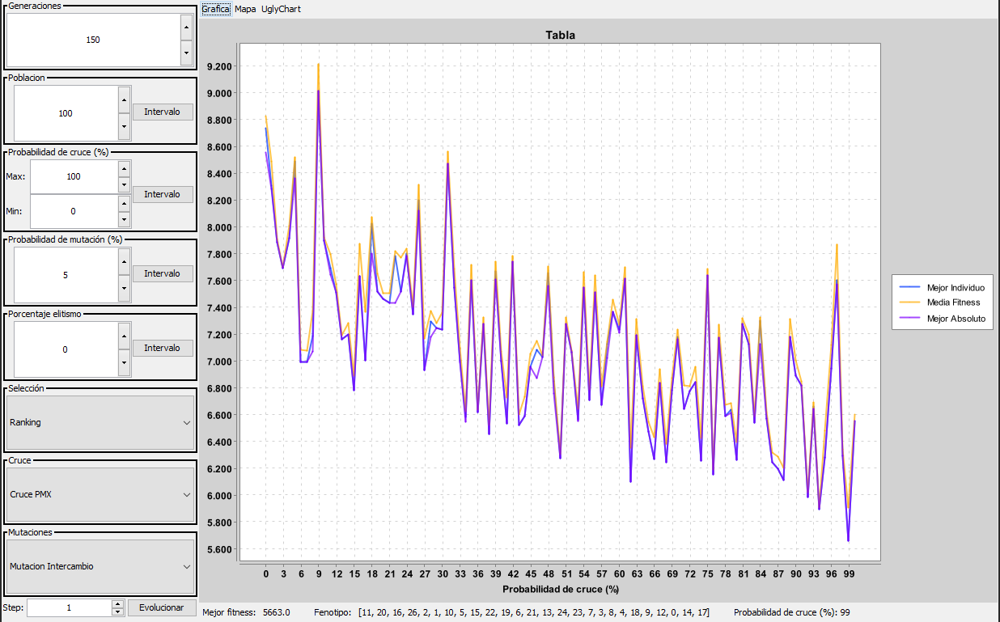 Generaciones
150
Poblacion
100
Intervalo
Probabilidad de cruce (%)
Max:
100
Intervalo
Min:
0
Probabilidad de mutación (%)
5
Intervalo
Porcentaje elitismo
0
Intervalo
Selección
Ranking
Cruce
Cruce PMX
Mutaciones
Mutacion Intercambio
Step:
1
Evolucionar
Grafica Mapa UglyChart
Tabla
9.200
9.000
8.800
8.600
8.400
8.200
8.000
7.800
7.600
7.400
7.200
7.000
6.800
6.600
6.400
6.200
6.000
5.800
5.600
0 3 6 9 12 15 18 21 24 27 30 33 36 39 42 45 48 51 54 57 60 63 66 69 72 75 78 81 84 87 90 93 96 99
Probabilidad de cruce (%)
Mejor Individuo
Media Fitness
Mejor Absoluto
Mejor fitness: 5663.0 Fenotipo: [11, 20, 16, 26, 2, 1, 10, 5, 15, 22, 19, 6, 21, 13, 24, 23, 7, 3, 8, 4, 18, 9, 12, 0, 14, 17] Probabilidad de cruce (%): 99